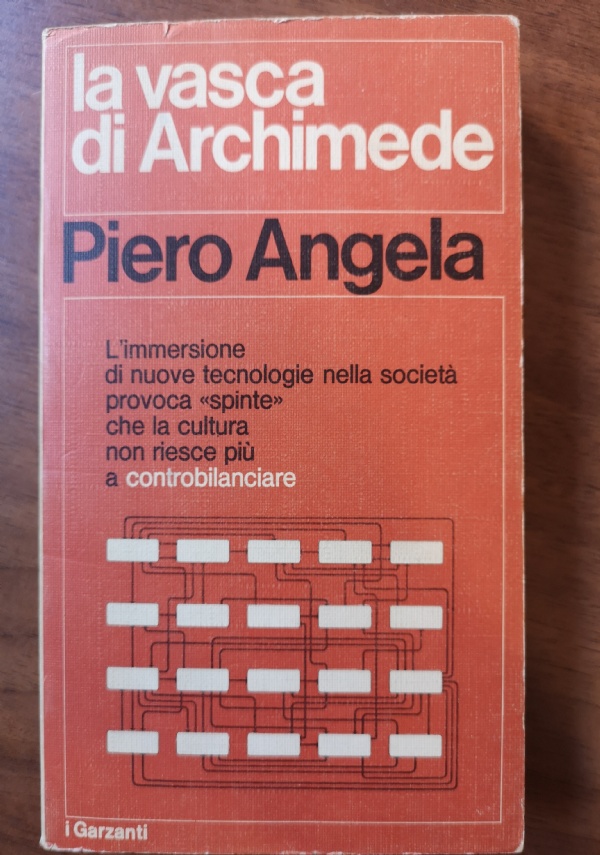 la vasca
di Archimede
Piero Angela
L'immersione
di nuove tecnologie nella società
provoca «spinte»
che la cultura
non riesce più
a controbilanciare
i Garzanti